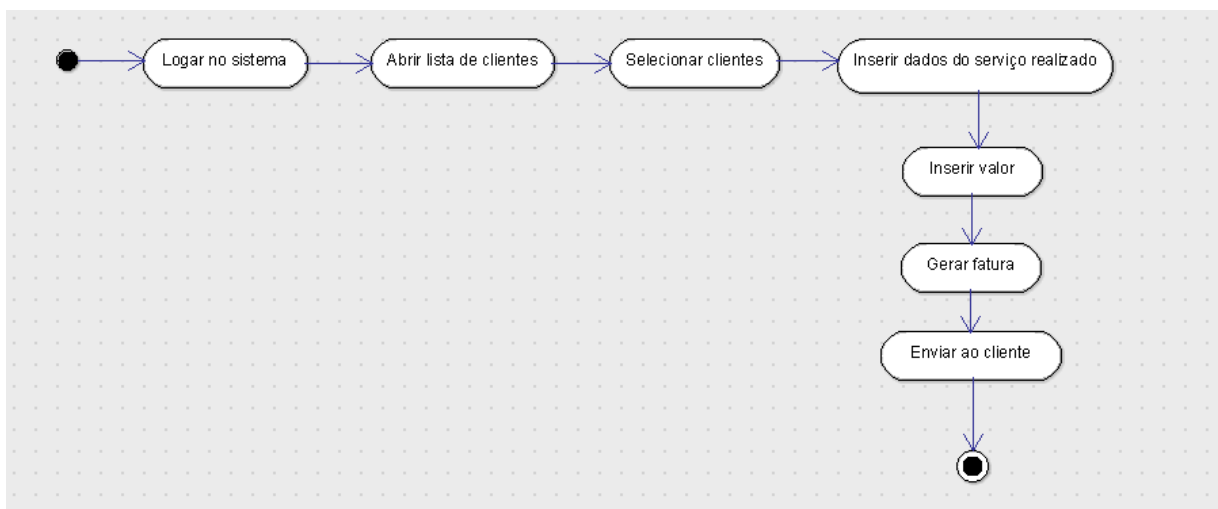 Logar no sistema
Abrir lista de clientes
Selecionar clientes
Inserir dados do serviço realizado
Inserir valor
Gerar fatura
Enviar ao cliente